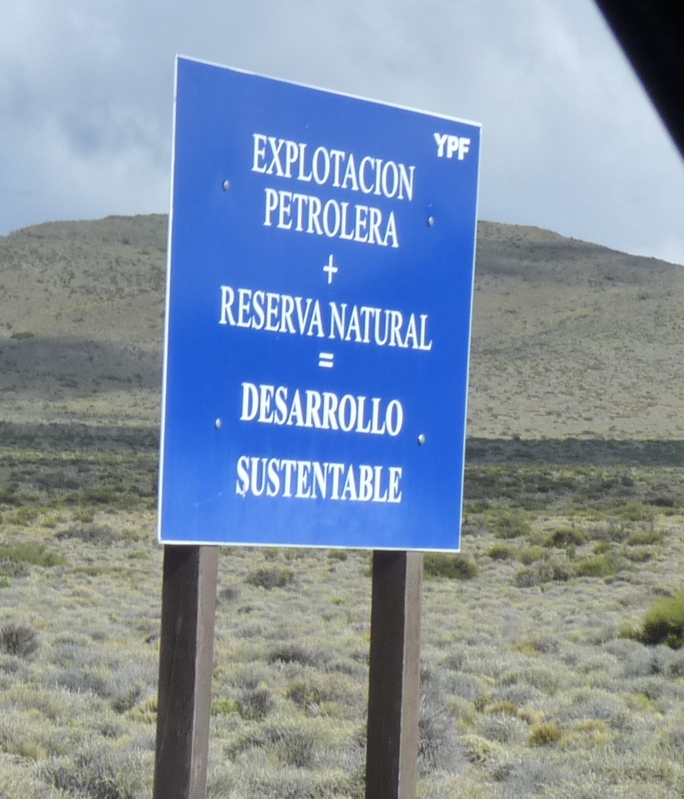 YPF
EXPLOTACION
PETROLERA
+
RESERVA NATURAL
=
DESARROLLO
SUSTENTABLE